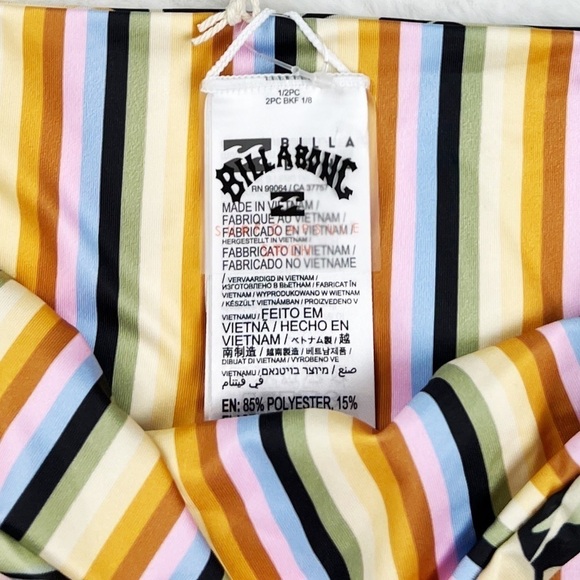 1/2PC
2PC BKF 1/8
BILLA
BILLABONG
RN 99064 / CA 37757
MADE IN VIETNAM /
FABRIQUÉ AU VIETNAM /
FABRICADO EN VIETNAM /
HERGESTELLT IN VIETNAM /
FABBRICATO IN VIETNAM /
FABRICADO NO VIETNAME
/ VERVAARDIGD IN VIETNAM /
ИЗГОТОВЛЕНО В ВЬЕТНАМ / FABRICAT ÎN
VIETNAM / WYPRODUKOWANO W VIETNAM
/ KÉSZÜLT VIETNÁMBAN / PROIZVEDENO V
VIETNAMU / FEITO EM
VIETNÃ / HECHO EN
VIETNAM / ベトナム製 / 越
南制造 / 越南製造 / 베트남제품 /
DIBUAT DI VIETNAM / VYROBENO VE
VIETNAMU / צע / מיוצר בויטנאם / صنع
في فيتنام
EN: 85% POLYESTER, 15%